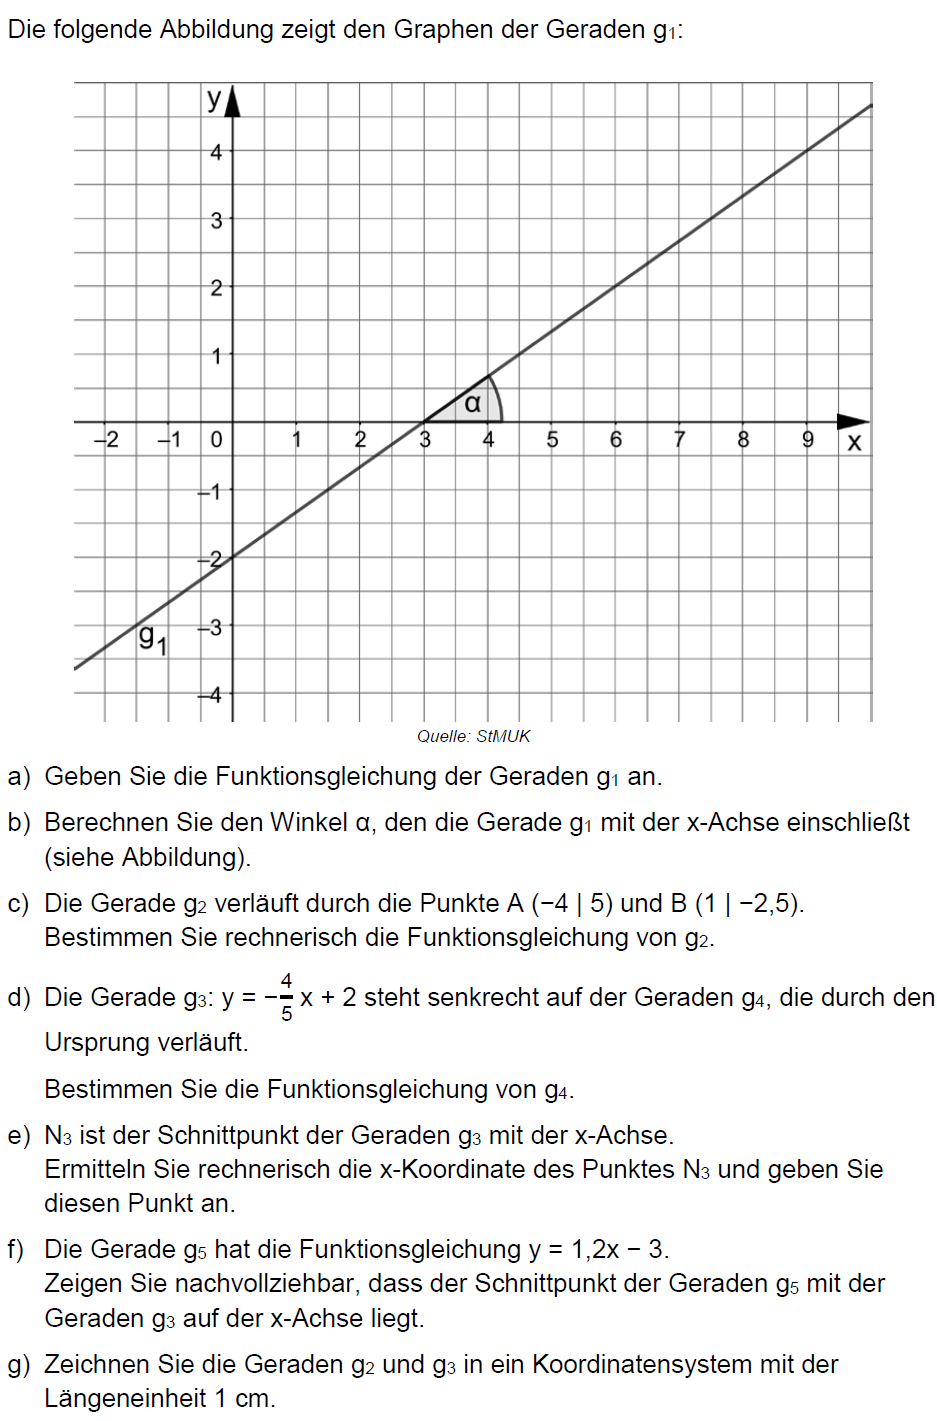 Die folgende Abbildung zeigt den Graphen der Geraden g₁:
y
4
3
2
1
α
–2 –1 0 1 2 3 4 5 6 7 8 9 x
–1
–2
–3
g₁
–4
Quelle: StMUK
a) Geben Sie die Funktionsgleichung der Geraden g₁ an.
b) Berechnen Sie den Winkel α, den die Gerade g₁ mit der x-Achse einschließt
(siehe Abbildung).
c) Die Gerade g₂ verläuft durch die Punkte A (−4 | 5) und B (1 | −2,5).
Bestimmen Sie rechnerisch die Funktionsgleichung von g₂.
d) Die Gerade g₃: y = −4/5 x + 2 steht senkrecht auf der Geraden g₄, die durch den
Ursprung verläuft.
Bestimmen Sie die Funktionsgleichung von g₄.
e) N₃ ist der Schnittpunkt der Geraden g₃ mit der x-Achse.
Ermitteln Sie rechnerisch die x-Koordinate des Punktes N₃ und geben Sie
diesen Punkt an.
f) Die Gerade g₅ hat die Funktionsgleichung y = 1,2x − 3.
Zeigen Sie nachvollziehbar, dass der Schnittpunkt der Geraden g₅ mit der
Geraden g₃ auf der x-Achse liegt.
g) Zeichnen Sie die Geraden g₂ und g₃ in ein Koordinatensystem mit der
Längeneinheit 1 cm.